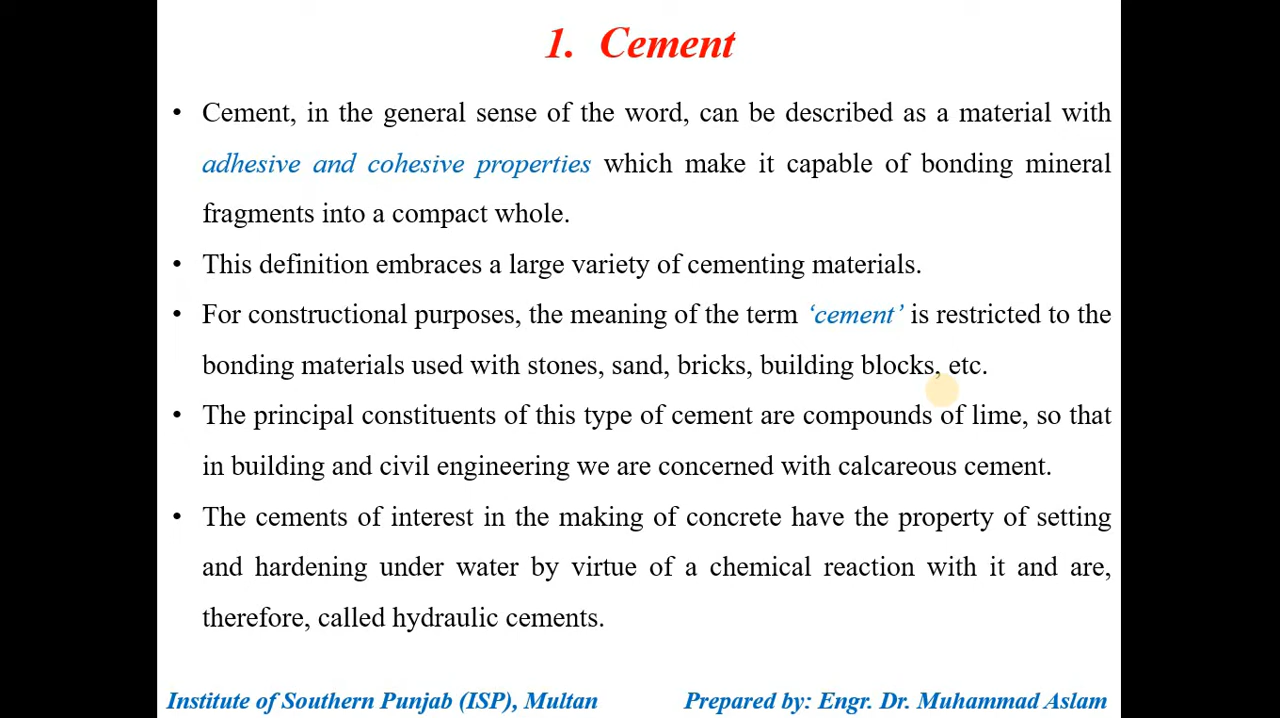 1. Cement
• Cement, in the general sense of the word, can be described as a material with
adhesive and cohesive properties which make it capable of bonding mineral
fragments into a compact whole.
• This definition embraces a large variety of cementing materials.
• For constructional purposes, the meaning of the term ‘cement’ is restricted to the
bonding materials used with stones, sand, bricks, building blocks, etc.
• The principal constituents of this type of cement are compounds of lime, so that
in building and civil engineering we are concerned with calcareous cement.
• The cements of interest in the making of concrete have the property of setting
and hardening under water by virtue of a chemical reaction with it and are,
therefore, called hydraulic cements.
Institute of Southern Punjab (ISP), Multan Prepared by: Engr. Dr. Muhammad Aslam